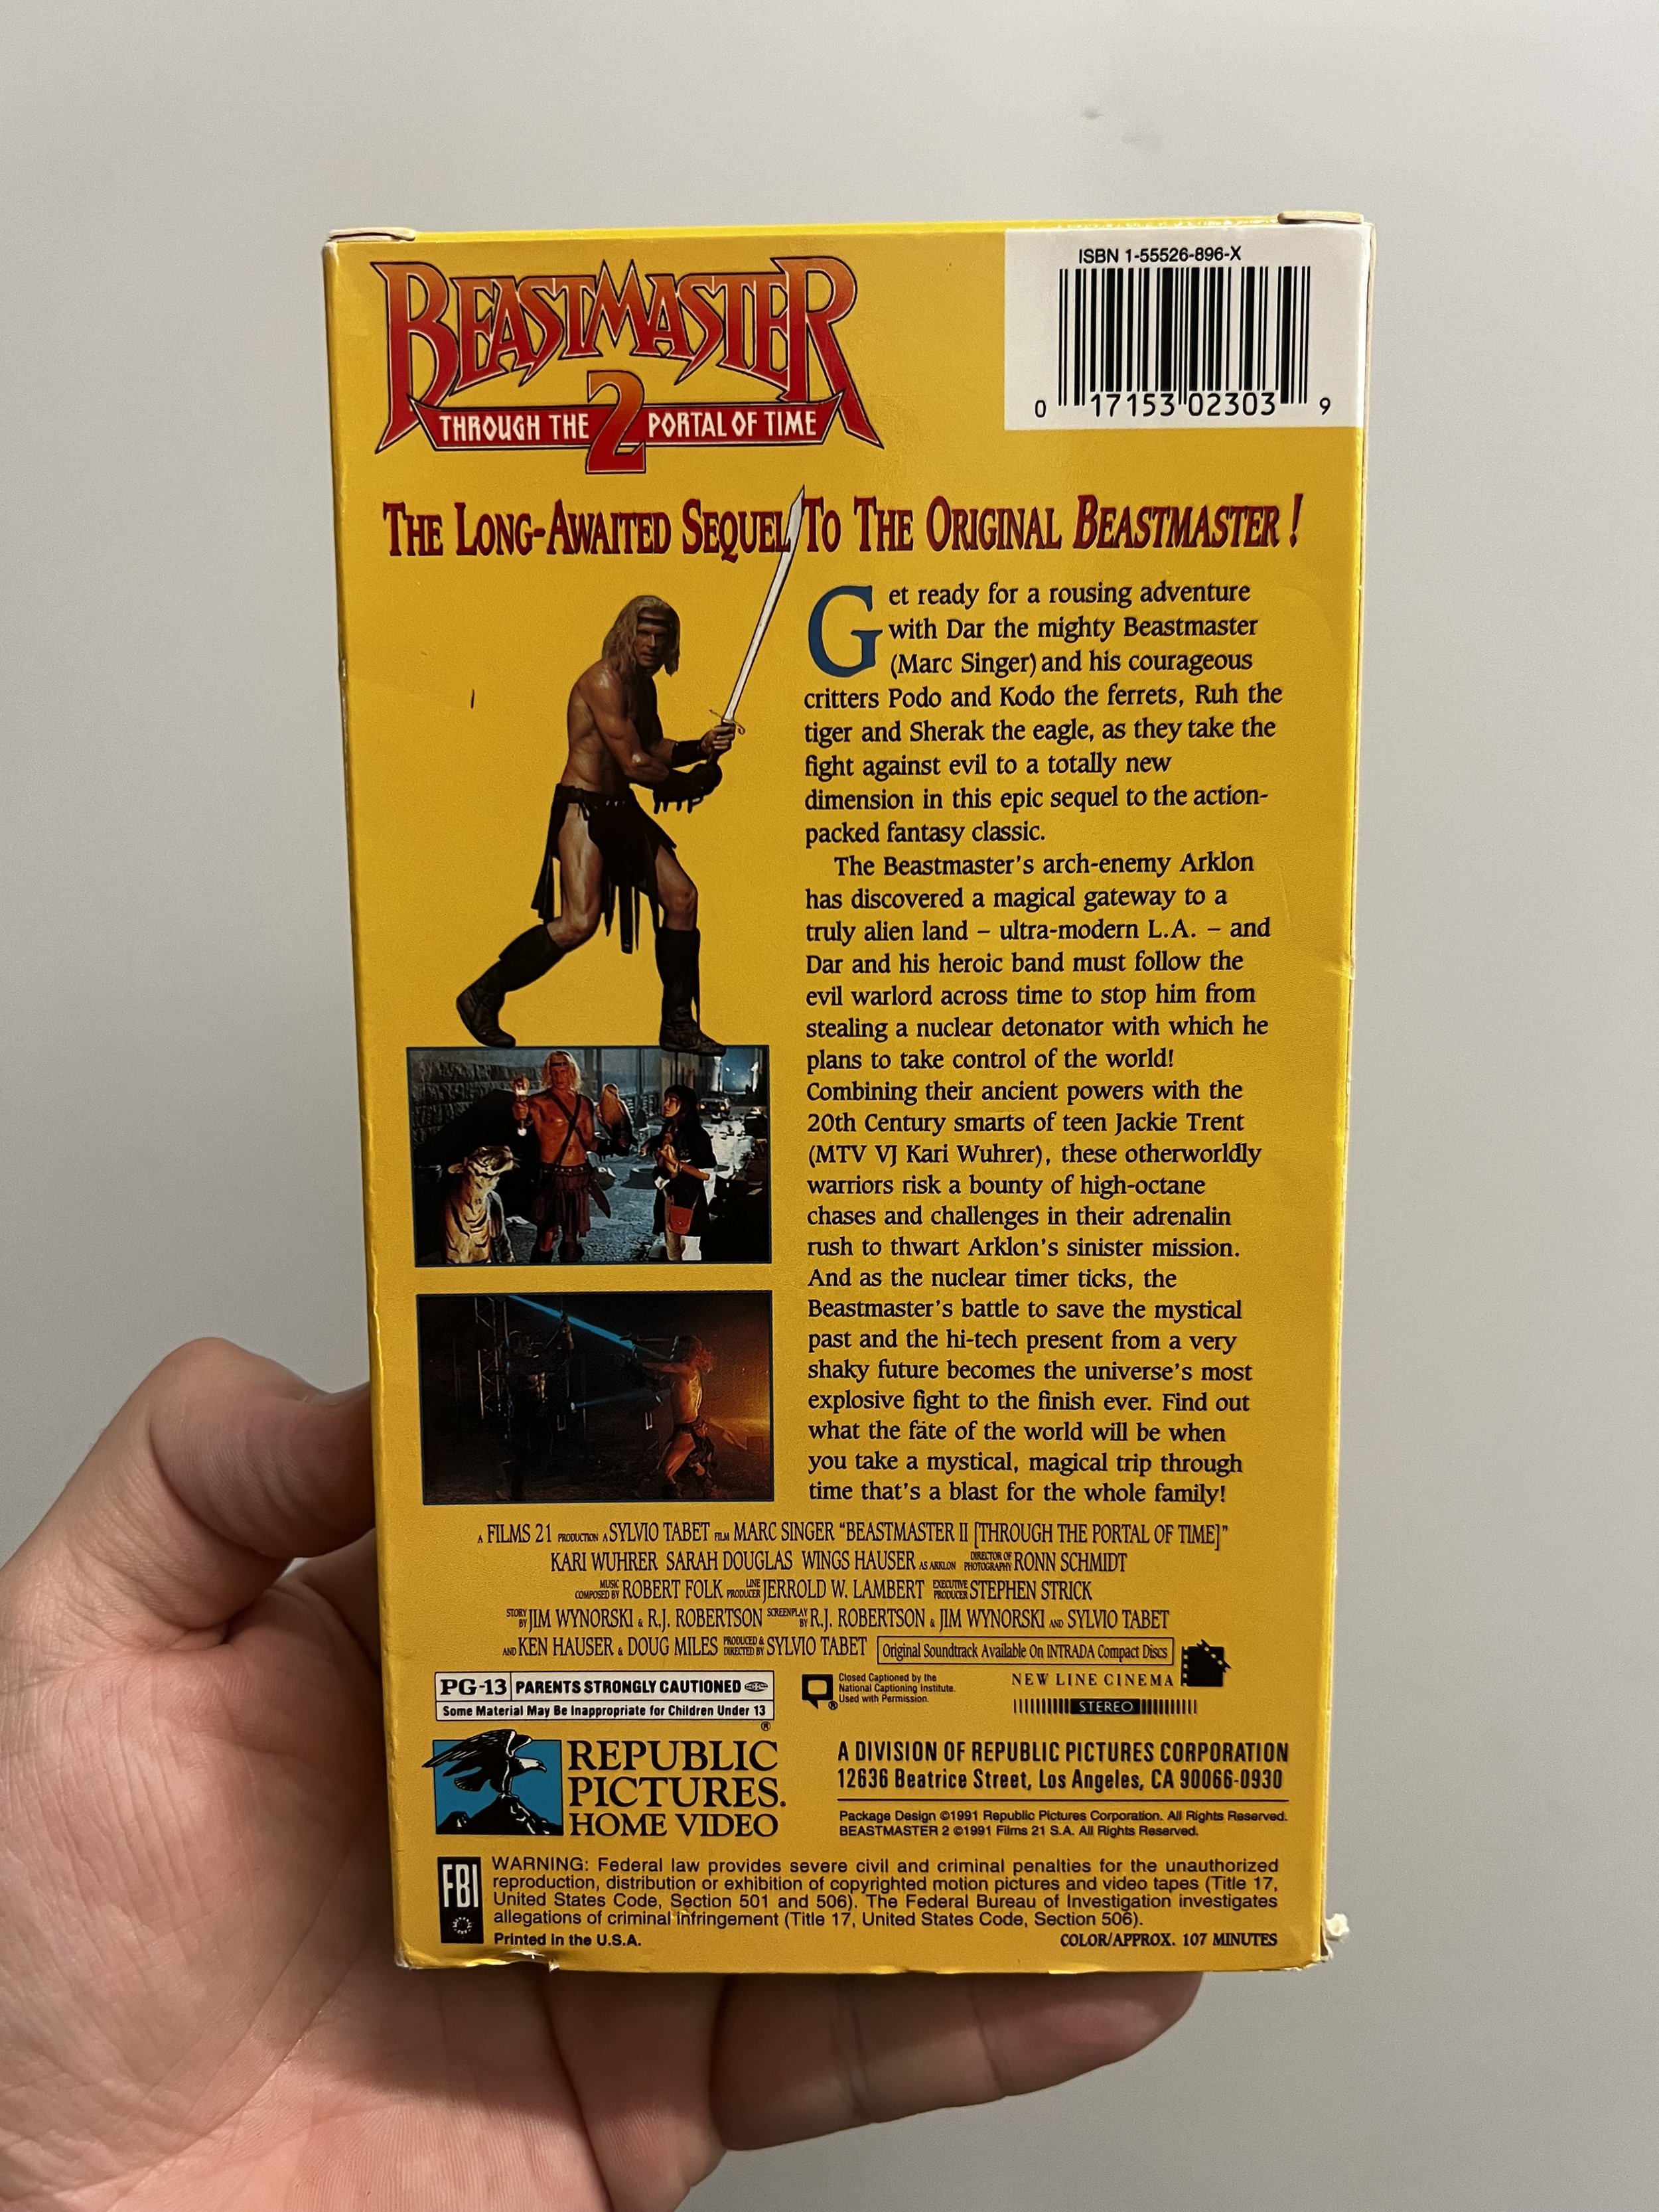 BEASTMASTER
2
THROUGH THE PORTAL OF TIME
ISBN 1-55526-896-X
0 17153 02303 9
THE LONG-AWAITED SEQUEL TO THE ORIGINAL BEASTMASTER!
Get ready for a rousing adventure
with Dar the mighty Beastmaster
(Marc Singer) and his courageous
critters Podo and Kodo the ferrets, Ruh the
tiger and Sherak the eagle, as they take the
fight against evil to a totally new
dimension in this epic sequel to the action-
packed fantasy classic.
The Beastmaster's arch-enemy Arklon
has discovered a magical gateway to a
truly alien land – ultra-modern L.A. – and
Dar and his heroic band must follow the
evil warlord across time to stop him from
stealing a nuclear detonator with which he
plans to take control of the world!
Combining their ancient powers with the
20th Century smarts of teen Jackie Trent
(MTV VJ Kari Wuhrer), these otherworldly
warriors risk a bounty of high-octane
chases and challenges in their adrenalin
rush to thwart Arklon's sinister mission.
And as the nuclear timer ticks, the
Beastmaster's battle to save the mystical
past and the hi-tech present from a very
shaky future becomes the universe's most
explosive fight to the finish ever. Find out
what the fate of the world will be when
you take a mystical, magical trip through
time that's a blast for the whole family!
A FILMS 21 PRODUCTION A SYLVIO TABET FILM MARC SINGER "BEASTMASTER II [THROUGH THE PORTAL OF TIME]"
KARI WUHRER SARAH DOUGLAS WINGS HAUSER AS ARKLON DIRECTOR OF PHOTOGRAPHY RONN SCHMIDT
MUSIC COMPOSED BY ROBERT FOLK LINE PRODUCER JERROLD W. LAMBERT EXECUTIVE PRODUCER STEPHEN STRICK
STORY BY JIM WYNORSKI & R.J. ROBERTSON SCREENPLAY BY R.J. ROBERTSON & JIM WYNORSKI AND SYLVIO TABET
AND KEN HAUSER & DOUG MILES PRODUCED & DIRECTED BY SYLVIO TABET Original Soundtrack Available On INTRADA Compact Discs
PG-13 PARENTS STRONGLY CAUTIONED
Some Material May Be Inappropriate for Children Under 13
®
Closed Captioned by the
National Captioning Institute.
Used with Permission.
®
NEW LINE CINEMA
STEREO
REPUBLIC
PICTURES®
HOME VIDEO
A DIVISION OF REPUBLIC PICTURES CORPORATION
12636 Beatrice Street, Los Angeles, CA 90066-0930
Package Design ©1991 Republic Pictures Corporation. All Rights Reserved.
BEASTMASTER 2 ©1991 Films 21 S.A. All Rights Reserved.
FBI
WARNING: Federal law provides severe civil and criminal penalties for the unauthorized
reproduction, distribution or exhibition of copyrighted motion pictures and video tapes (Title 17,
United States Code, Section 501 and 506). The Federal Bureau of Investigation investigates
allegations of criminal infringement (Title 17, United States Code, Section 506).
Printed in the U.S.A.
COLOR/APPROX. 107 MINUTES